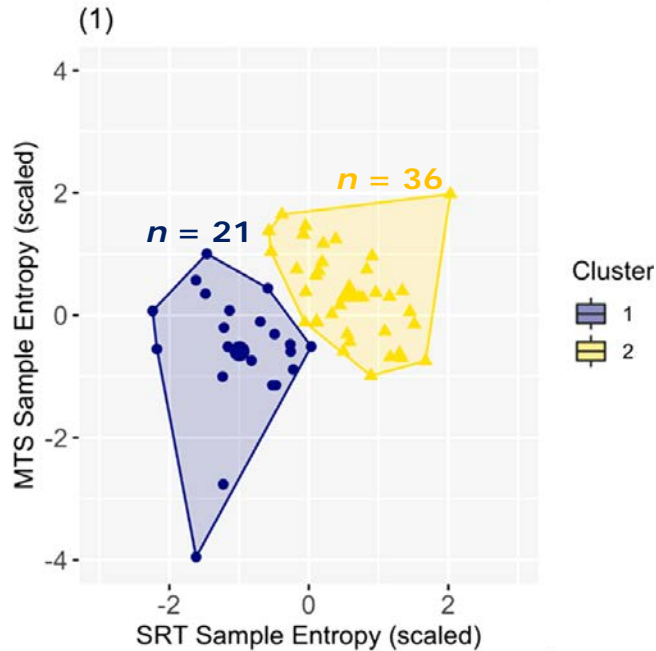 (1)
n = 36
n = 21
MTS Sample Entropy (scaled)
4
2
0
-2
-4
-2 0 2
SRT Sample Entropy (scaled)
Cluster
1
2